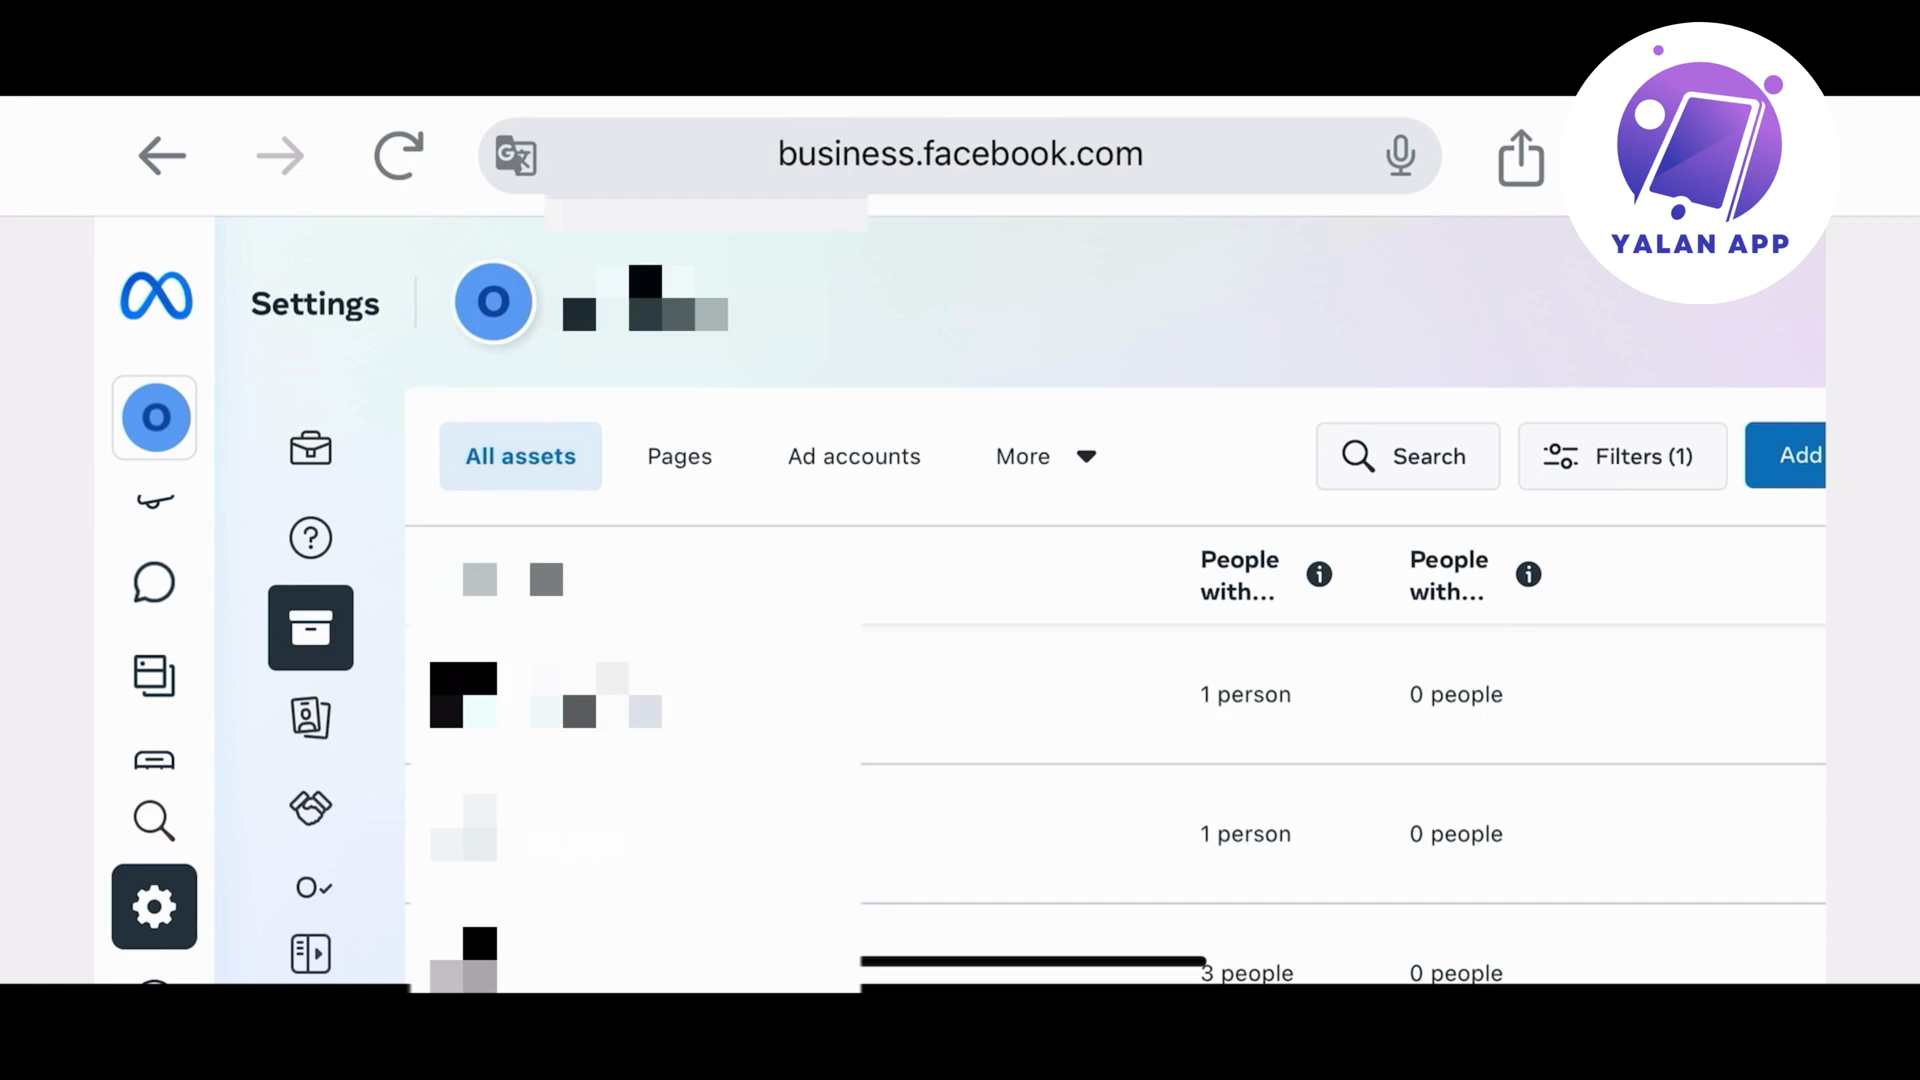 business.facebook.com
YALAN APP
Settings
O
O
All assets
Pages
Ad accounts
More
Search
Filters (1)
Add
People with...
People with...
1 person
0 people
1 person
0 people
3 people
0 people